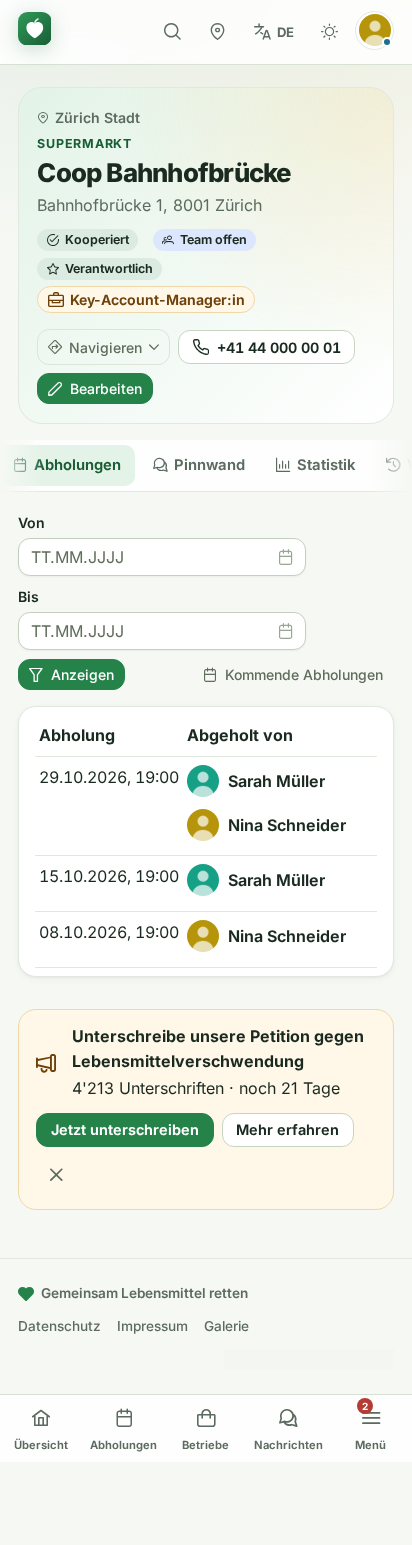 DE
Zürich Stadt
SUPERMARKT
Coop Bahnhofbrücke
Bahnhofbrücke 1, 8001 Zürich
Kooperiert
Team offen
Verantwortlich
Key-Account-Manager:in
Navigieren
+41 44 000 00 01
Bearbeiten
Abholungen Pinnwand Statistik
Von
TT.MM.JJJJ
Bis
TT.MM.JJJJ
Anzeigen
Kommende Abholungen
Abholung Abgeholt von
29.10.2026, 19:00 Sarah Müller
Nina Schneider
15.10.2026, 19:00 Sarah Müller
08.10.2026, 19:00 Nina Schneider
Unterschreibe unsere Petition gegen
Lebensmittelverschwendung
4'213 Unterschriften · noch 21 Tage
Jetzt unterschreiben
Mehr erfahren
Gemeinsam Lebensmittel retten
Datenschutz Impressum Galerie
2
Übersicht Abholungen Betriebe Nachrichten Menü